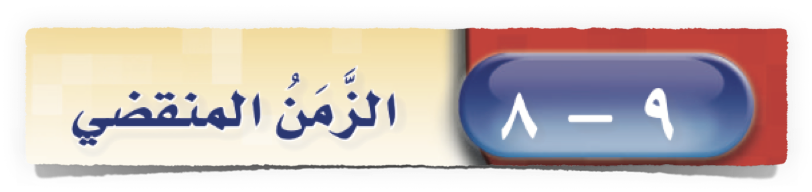 ٨ – ٩ الزَّمَنُ المنقضي